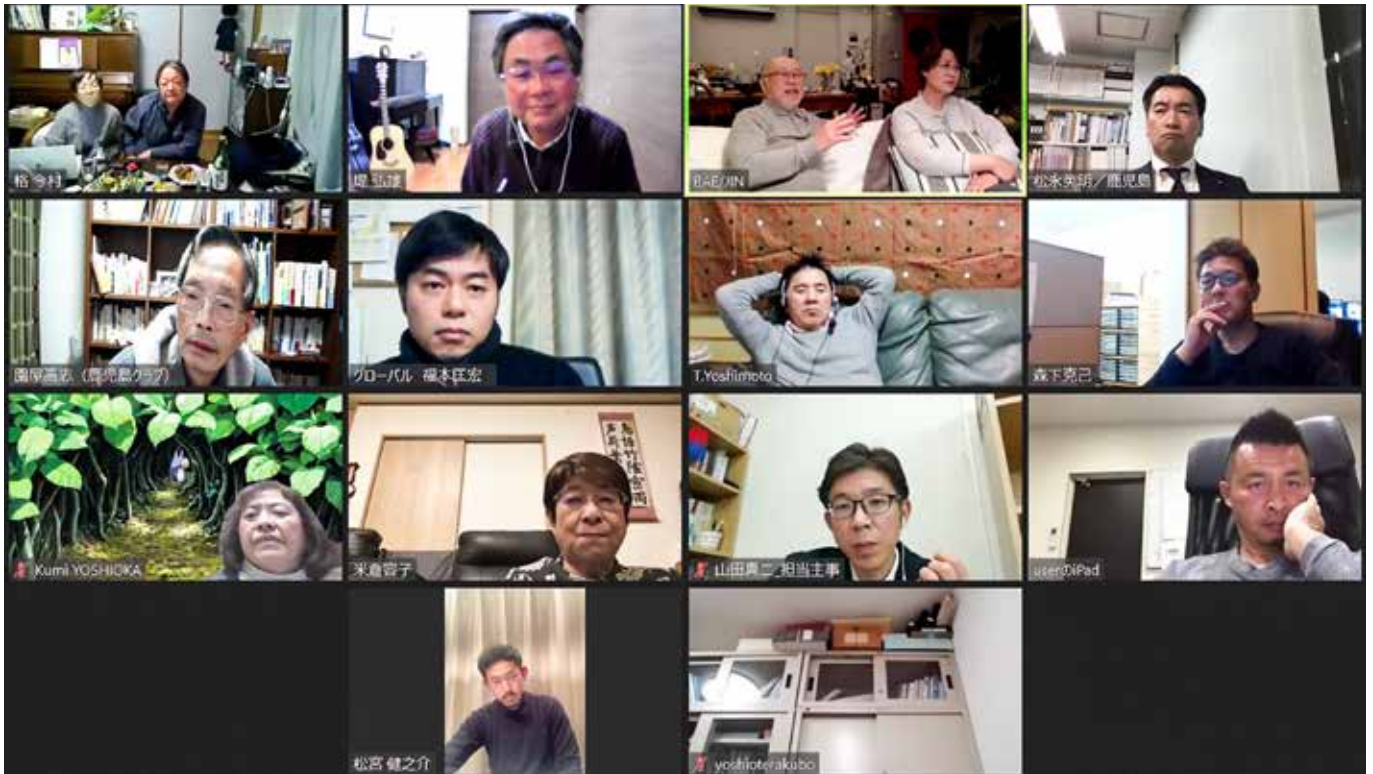 格 今村
堤 弘雄
BAEJIN
松永美明／鹿児島
園屋高志（鹿児島クラブ）
グローバル 福本匡宏
T.Yoshimoto
森下克己
Kumi YOSHIOKA
米倉容子
山田真二_担当主事
userのiPad
松宮 健之介
yoshioterakubo